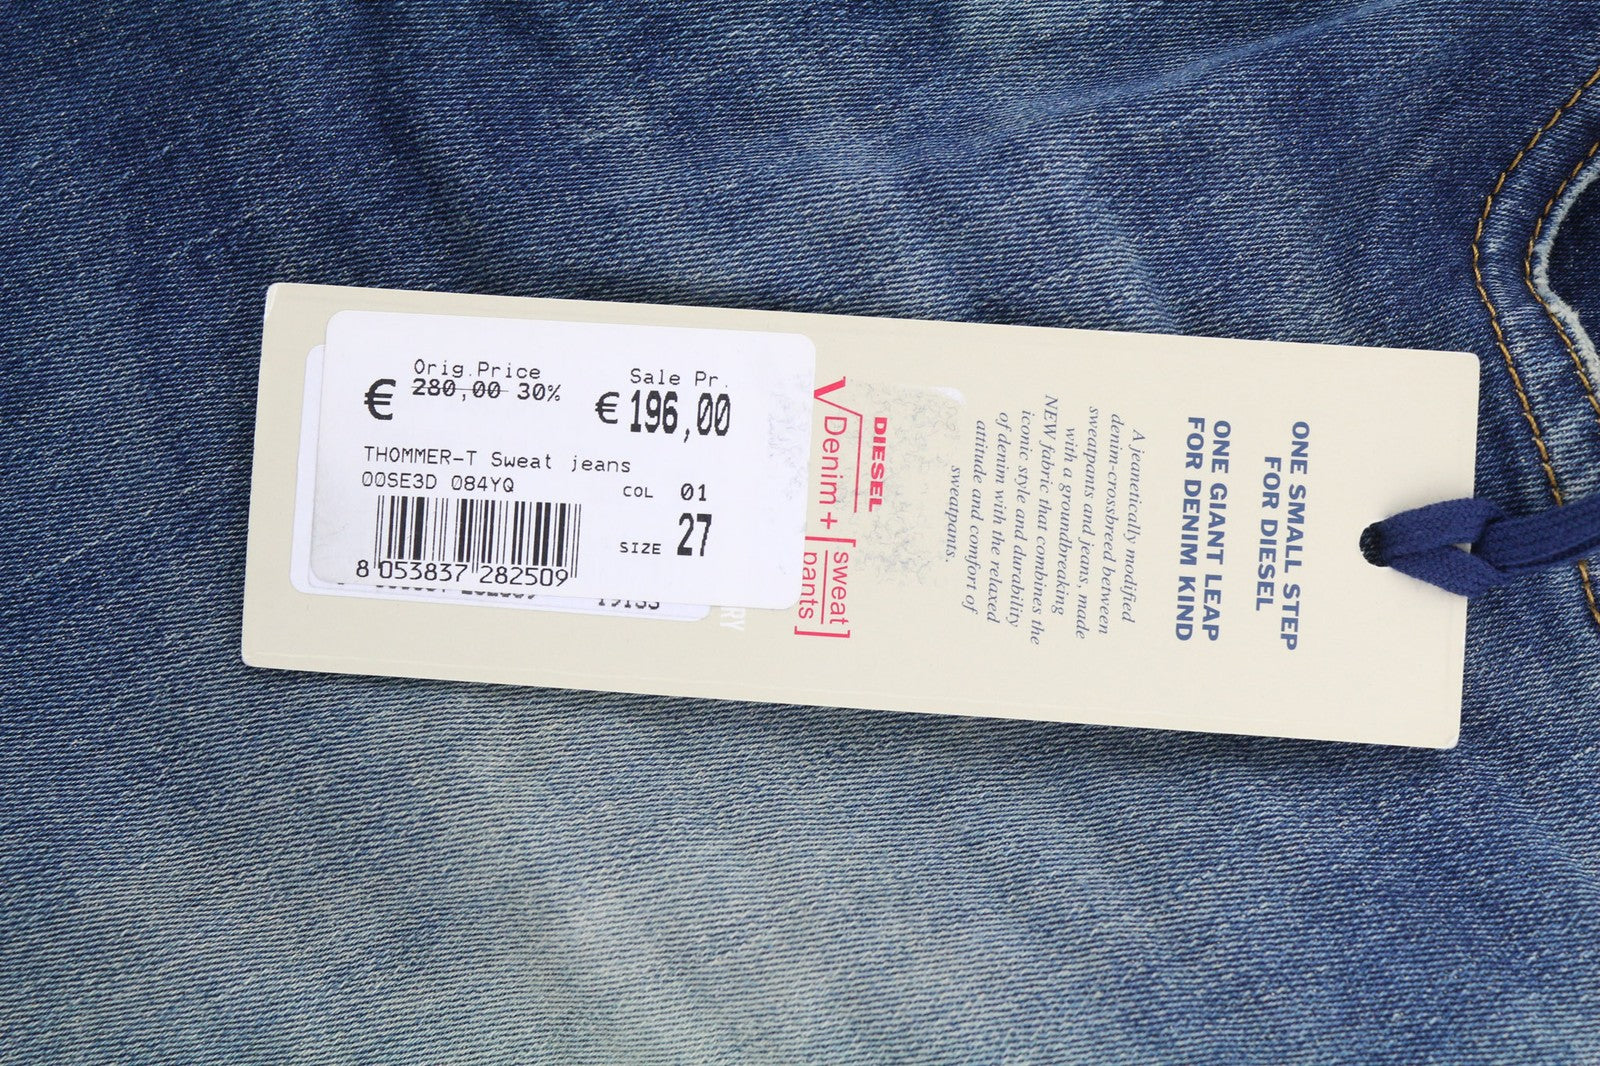 Orig.Price
€ 280,00 30%
Sale Pr.
€ 196,00
THOMMER-T Sweat jeans
00SE3D 084YQ
COL 01
SIZE 27
8 053837 282509
RY
DIESEL
Denim + [sweat
pants]
ONE SMALL STEP
FOR DIESEL
ONE GIANT LEAP
FOR DENIM KIND
A jeanetically modified
denim-crossbreed between
sweatpants and jeans, made
with a groundbreaking
NEW fabric that combines the
iconic style and durability
of denim with the relaxed
attitude and comfort of
sweatpants.